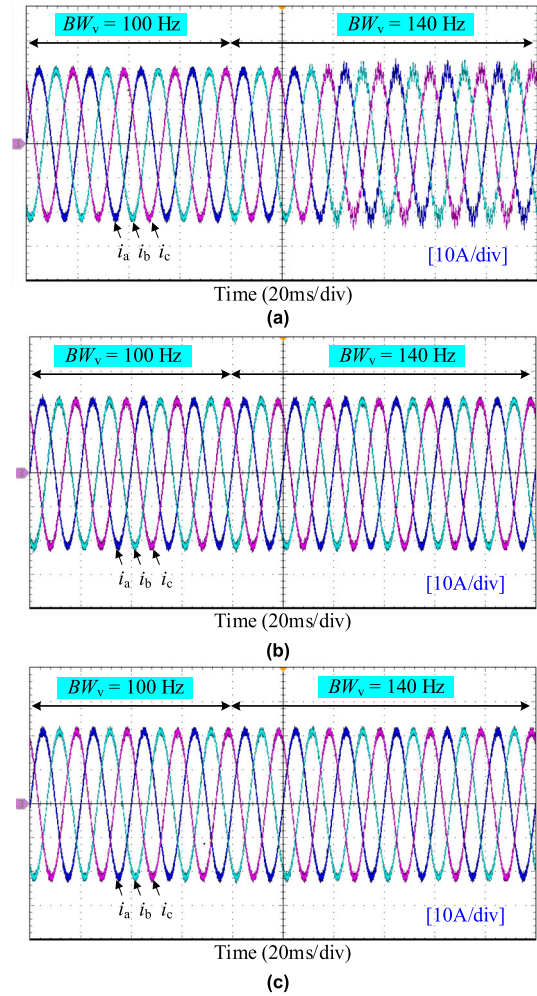 BWv = 100 Hz BWv = 140 Hz
ia ib ic
[10A/div]
Time (20ms/div)
(a)
BWv = 100 Hz BWv = 140 Hz
ia ib ic
[10A/div]
Time (20ms/div)
(b)
BWv = 100 Hz BWv = 140 Hz
ia ib ic
[10A/div]
Time (20ms/div)
(c)